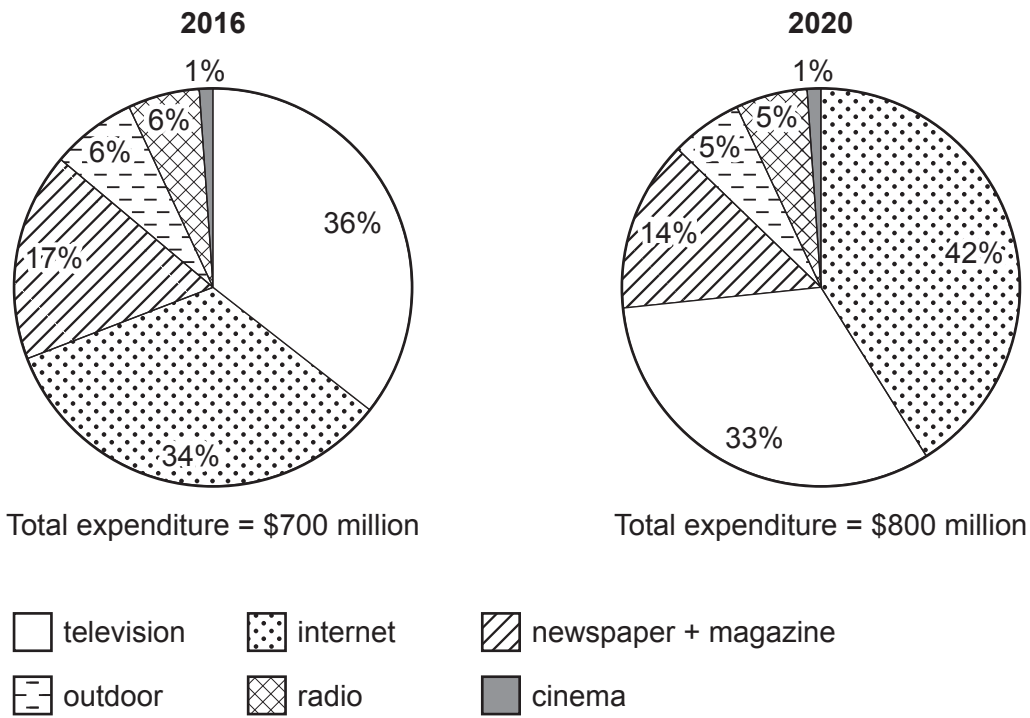 2016
2020
1%
6%
6%
36%
17%
34%
1%
5%
5%
42%
14%
33%
Total expenditure = $700 million
Total expenditure = $800 million
television
internet
newspaper + magazine
outdoor
radio
cinema